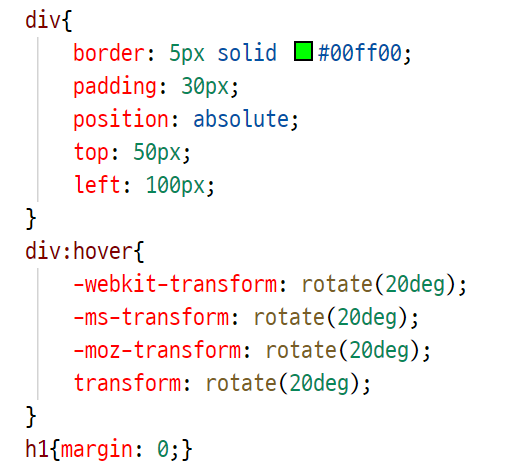 div{
border: 5px solid #00ff00;
padding: 30px;
position: absolute;
top: 50px;
left: 100px;
}
div:hover{
-webkit-transform: rotate(20deg);
-ms-transform: rotate(20deg);
-moz-transform: rotate(20deg);
transform: rotate(20deg);
}
h1{margin: 0;}